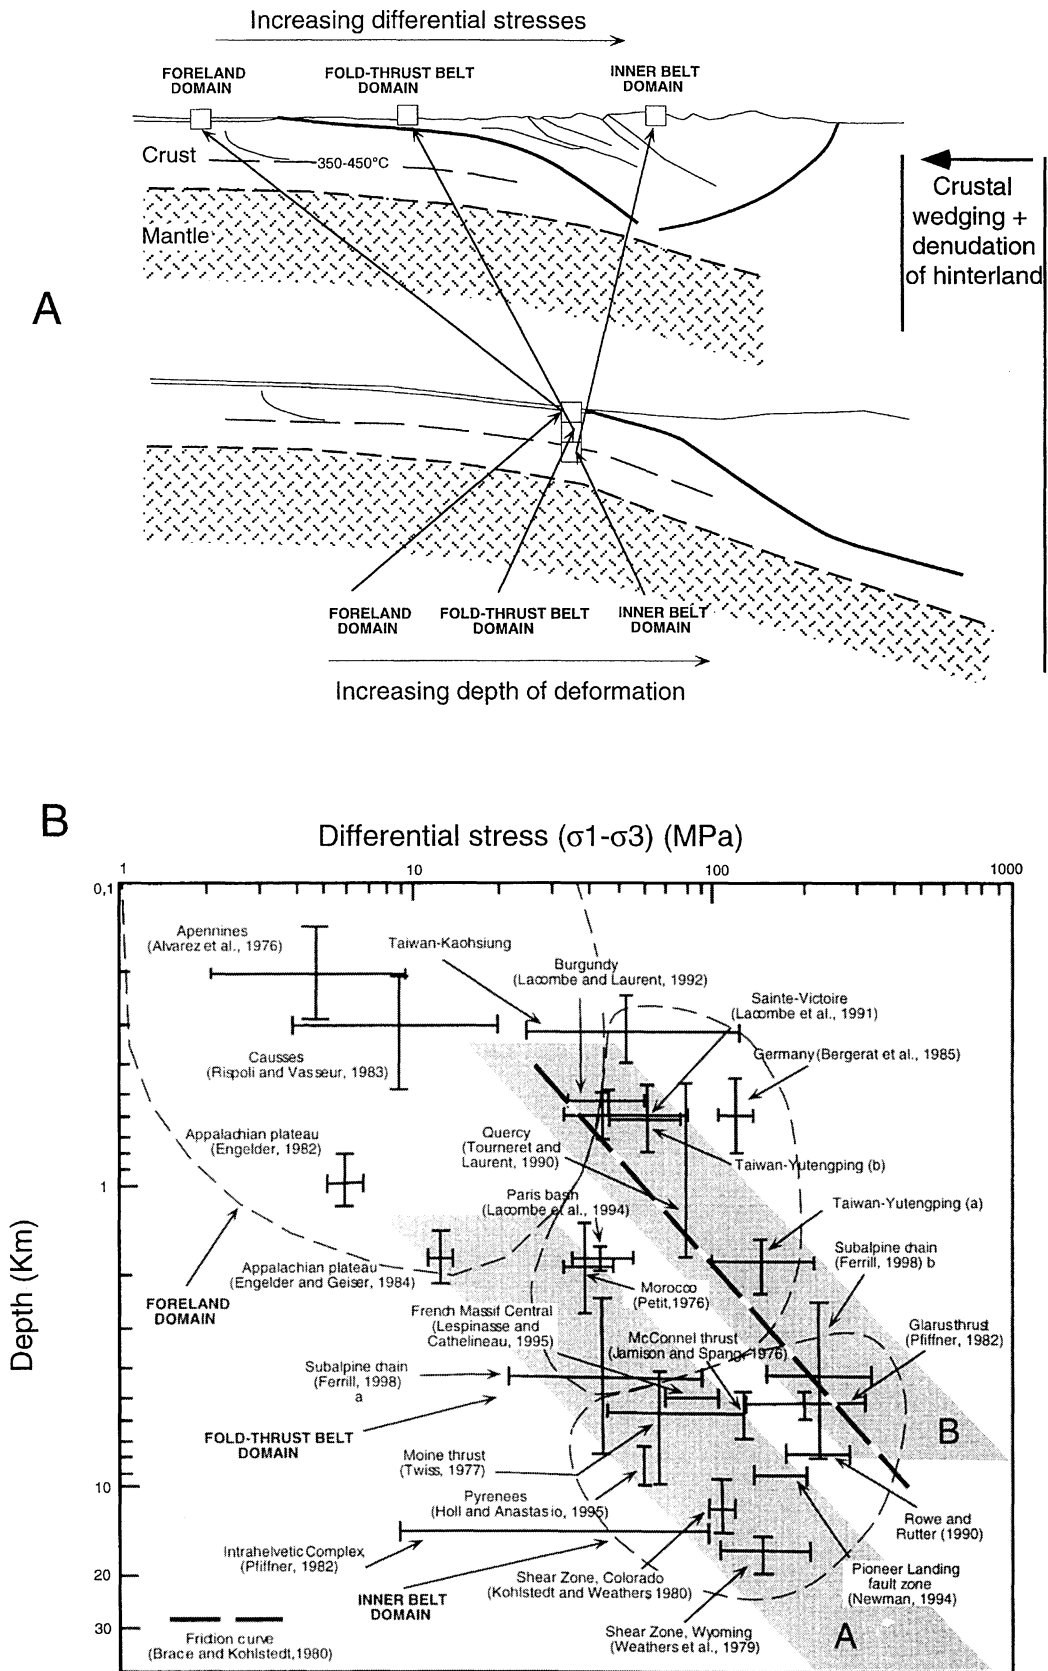 Increasing differential stresses
FORELAND
DOMAIN
FOLD-THRUST BELT
DOMAIN
INNER BELT
DOMAIN
Crust
350-450°C
Mantle
Crustal
wedging +
denudation
of hinterland
A
FORELAND
DOMAIN
FOLD-THRUST BELT
DOMAIN
INNER BELT
DOMAIN
Increasing depth of deformation
B
Differential stress (σ1-σ3) (MPa)
1
10
100
1000
0,1
1
10
20
30
Depth (Km)
Apennines
(Alvarez et al., 1976)
Taiwan-Kaohsiung
Burgundy
(Lacombe and Laurent, 1992)
Sainte-Victoire
(Lacombe et al., 1991)
Germany (Bergerat et al., 1985)
Causses
(Rispoli and Vasseur, 1983)
Appalachian plateau
(Engelder, 1982)
Quercy
(Tourneret and
Laurent, 1990)
Taiwan-Yutengping (b)
Paris basin
(Lacombe et al., 1994)
Taiwan-Yutengping (a)
Subalpine chain
(Ferrill, 1998) b
Appalachian plateau
(Engelder and Geiser, 1984)
Morocco
(Petit, 1976)
FORELAND
DOMAIN
French Massif Central
(Lespinasse and
Cathelineau, 1995)
McConnel thrust
(Jamison and Spang, 1976)
Glarus thrust
(Pfiffner, 1982)
Subalpine chain
(Ferrill, 1998)
a
FOLD-THRUST BELT
DOMAIN
B
Moine thrust
(Twiss, 1977)
Pyrenees
(Holl and Anastasio, 1995)
Rowe and
Rutter (1990)
Intrahelvetic Complex
(Pfiffner, 1982)
Shear Zone, Colorado
(Kohlstedt and Weathers 1980)
Pioneer Landing
fault zone
(Newman, 1994)
INNER BELT
DOMAIN
Shear Zone, Wyoming
(Weathers et al., 1979)
A
Friction curve
(Brace and Kohlstedt, 1980)